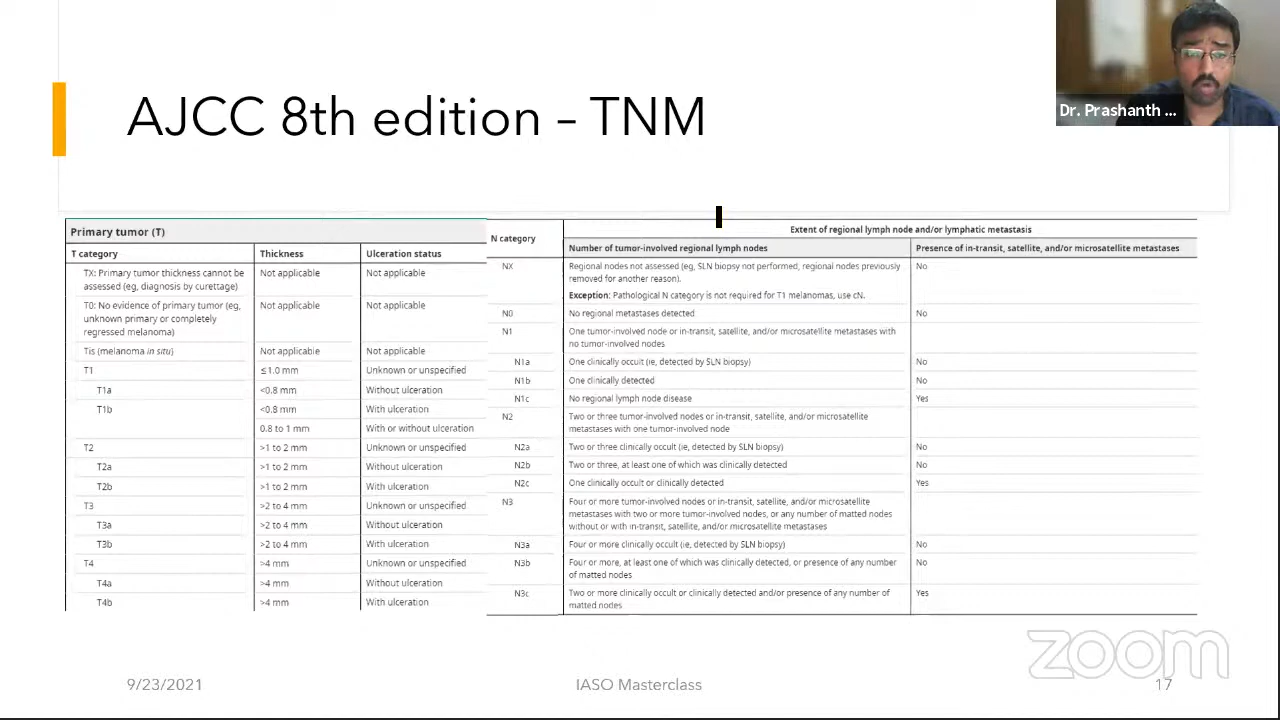 AJCC 8th edition – TNM
Dr. Prashanth ...
Primary tumor (T)
T category Thickness Ulceration status
TX: Primary tumor thickness cannot be assessed (eg, diagnosis by curettage) Not applicable Not applicable
T0: No evidence of primary tumor (eg, unknown primary or completely regressed melanoma) Not applicable Not applicable
Tis (melanoma in situ) Not applicable Not applicable
T1 ≤1.0 mm Unknown or unspecified
T1a <0.8 mm Without ulceration
T1b <0.8 mm With ulceration
0.8 to 1 mm With or without ulceration
T2 >1 to 2 mm Unknown or unspecified
T2a >1 to 2 mm Without ulceration
T2b >1 to 2 mm With ulceration
T3 >2 to 4 mm Unknown or unspecified
T3a >2 to 4 mm Without ulceration
T3b >2 to 4 mm With ulceration
T4 >4 mm Unknown or unspecified
T4a >4 mm Without ulceration
T4b >4 mm With ulceration
N category Extent of regional lymph node and/or lymphatic metastasis
Number of tumor-involved regional lymph nodes Presence of in-transit, satellite, and/or microsatellite metastases
NX Regional nodes not assessed (eg, SLN biopsy not performed, regional nodes previously removed for another reason). No
Exception: Pathological N category is not required for T1 melanomas, use cN.
N0 No regional metastases detected No
N1 One tumor-involved node or in-transit, satellite, and/or microsatellite metastases with no tumor-involved nodes
N1a One clinically occult (ie, detected by SLN biopsy) No
N1b One clinically detected No
N1c No regional lymph node disease Yes
N2 Two or three tumor-involved nodes or in-transit, satellite, and/or microsatellite metastases with one tumor-involved node
N2a Two or three clinically occult (ie, detected by SLN biopsy) No
N2b Two or three, at least one of which was clinically detected No
N2c One clinically occult or clinically detected Yes
N3 Four or more tumor-involved nodes or in-transit, satellite, and/or microsatellite metastases with two or more tumor-involved nodes, or any number of matted nodes without or with in-transit, satellite, and/or microsatellite metastases
N3a Four or more clinically occult (ie, detected by SLN biopsy) No
N3b Four or more, at least one of which was clinically detected, or presence of any number of matted nodes No
N3c Two or more clinically occult or clinically detected and/or presence of any number of matted nodes Yes
zoom
9/23/2021 IASO Masterclass 17